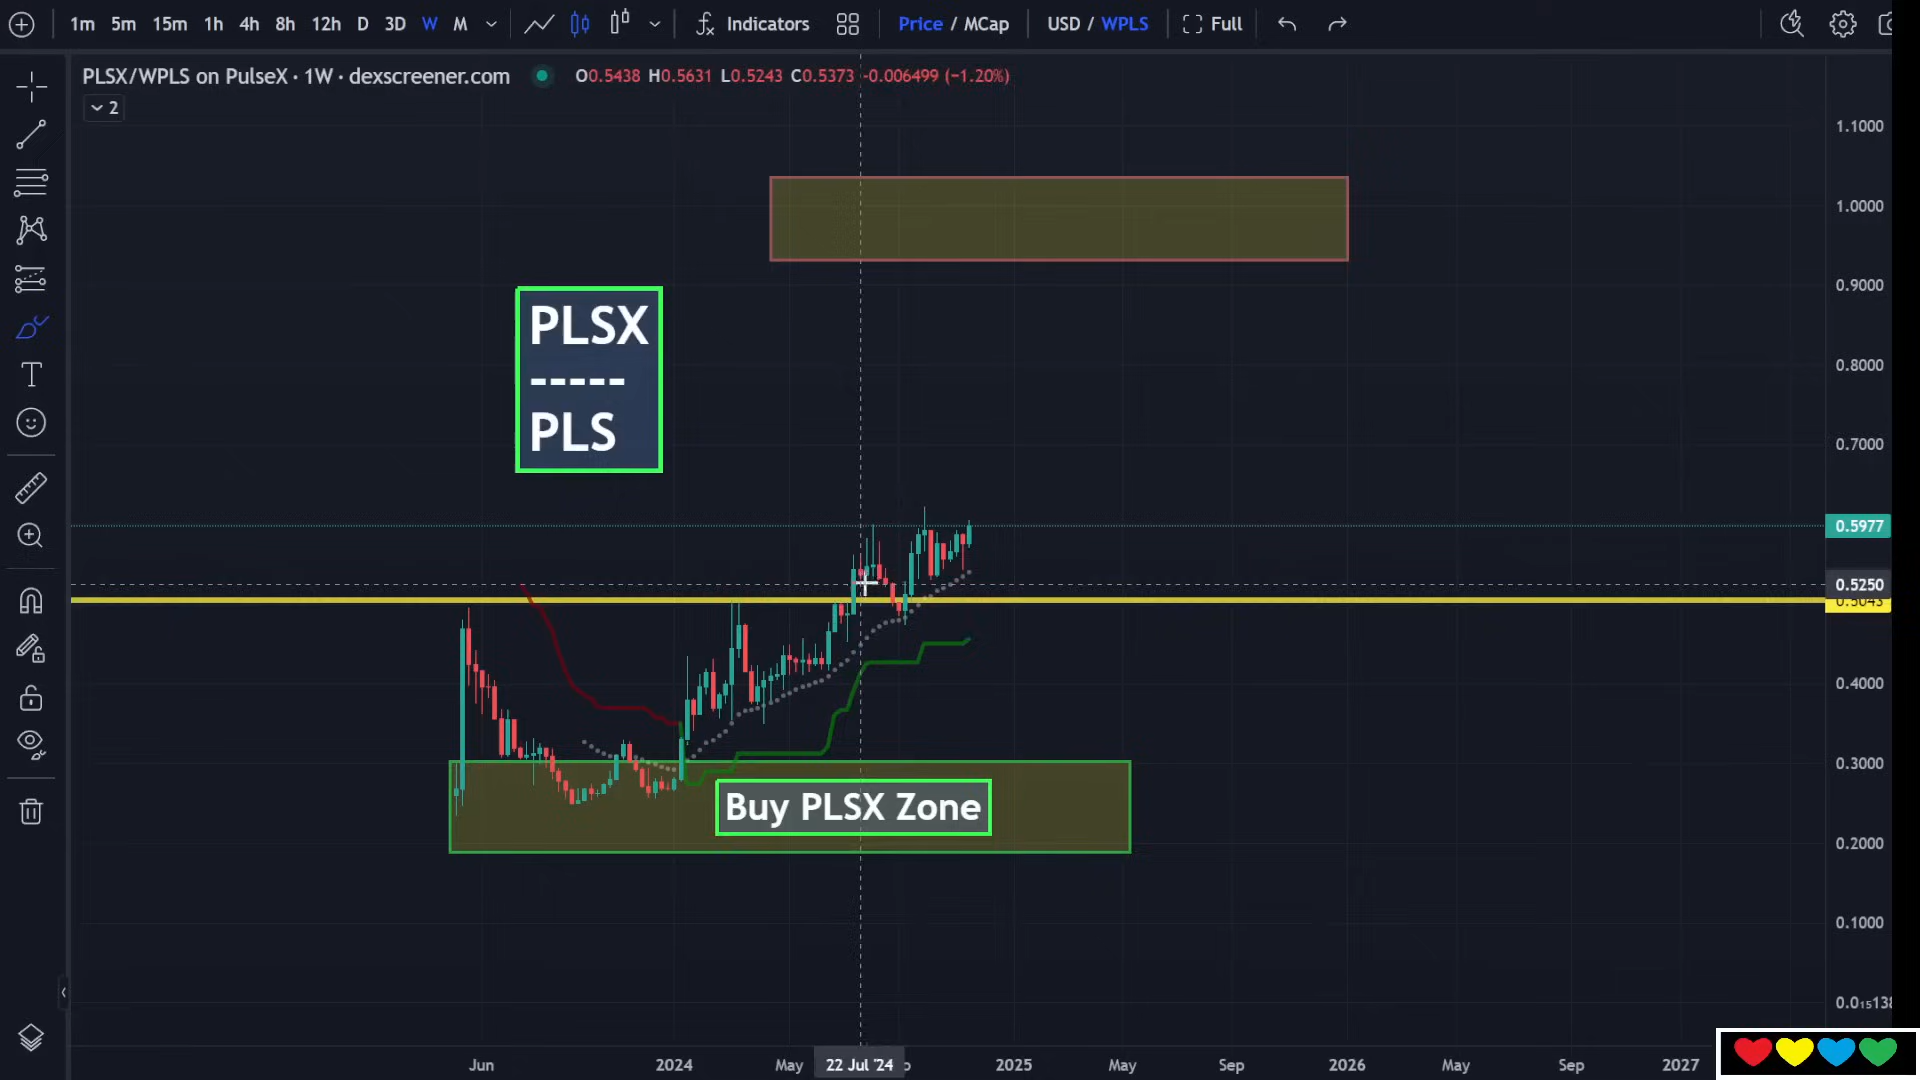 1m 5m 15m 1h 4h 8h 12h D 3D W M Indicators Price / MCap USD / WPLS Full
PLSX/WPLS on PulseX · 1W · dexscreener.com O0.5438 H0.5631 L0.5243 C0.5373 -0.006499 (−1.20%)
2
1.1000
1.0000
0.9000
PLSX
-----
PLS
0.8000
0.7000
0.5977
0.5250
0.5043
0.4000
0.3000
Buy PLSX Zone
0.2000
0.1000
Jun 2024 May 22 Jul '24 2025 May Sep 2026 May Sep 2027